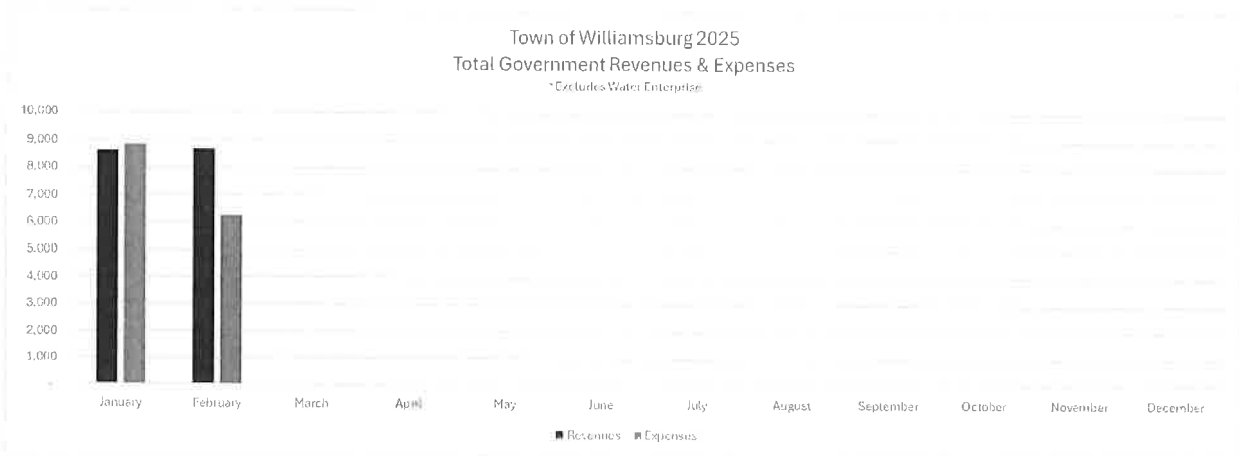 Town of Williamsburg 2025
Total Government Revenues & Expenses
*Excludes Water Enterprise
10,000
9,000
8,000
7,000
6,000
5,000
4,000
3,000
2,000
1,000
-
January February March April May June July August September October November December
Revenues Expenses